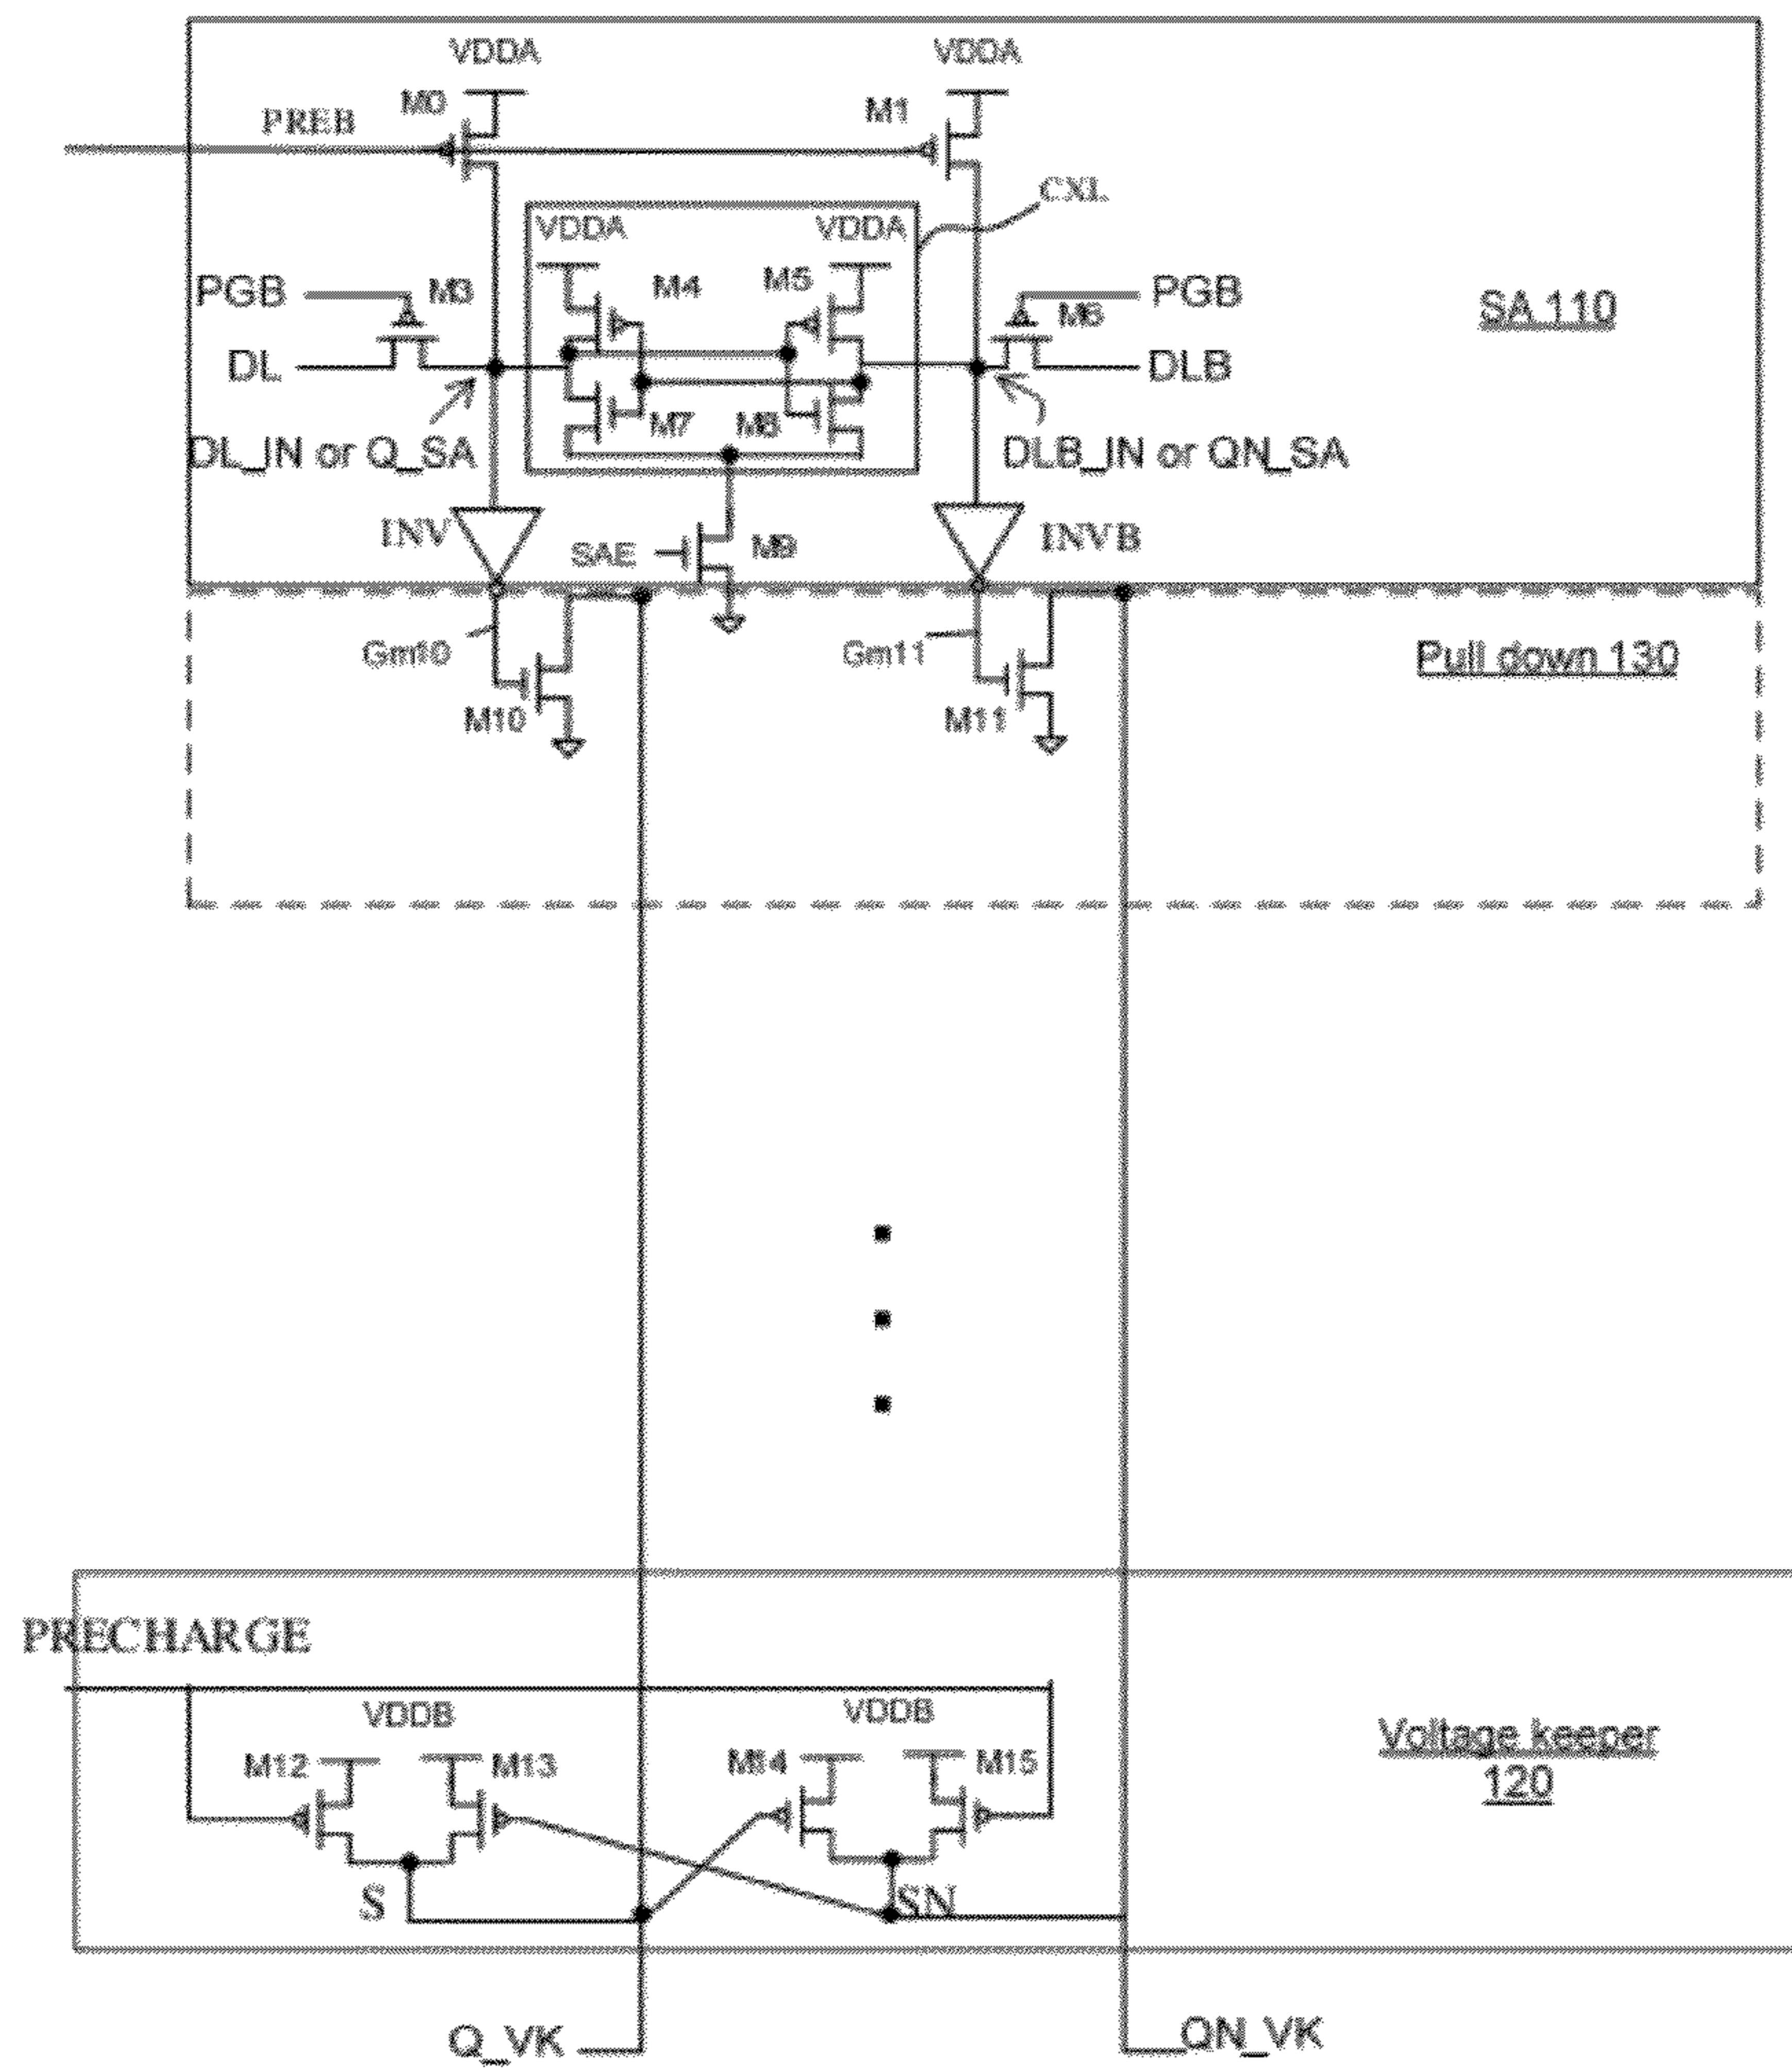 VDDA
VDDA
M0
M1
PREB
CXL
VDDA
VDDA
PGB
M3
M4
M5
PGB
M6
SA 110
DL
DLB
M7
M8
DL_IN or Q_SA
DLB_IN or QN_SA
INV
SAE
M9
INVB
Gm10
Gm11
Pull down 130
M10
M11
PRECHARGE
VDDB
VDDB
M12
M13
M14
M15
Voltage keeper
120
S
SN
Q_VK
QN_VK